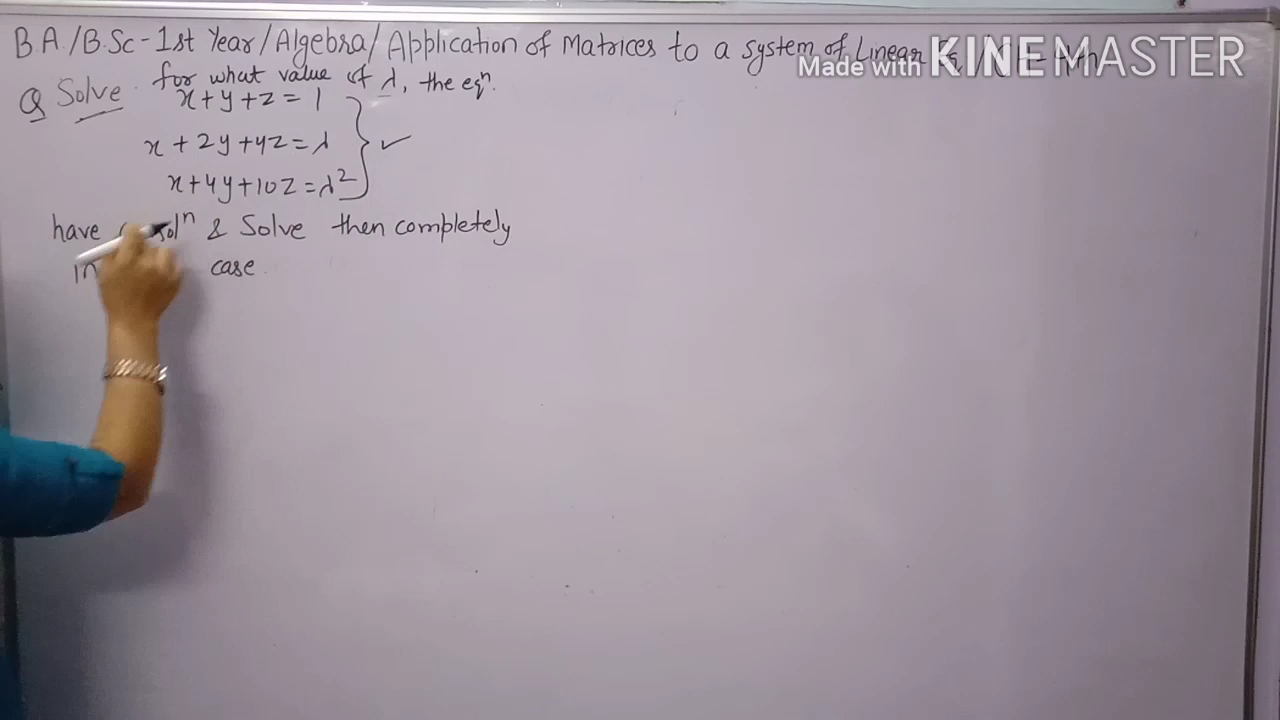 B.A./B.Sc-1st Year/Algebra/Application of Matrices to a system of Linear
Made with KINEMASTER
Q Solve. for what value of λ, the eqⁿ.
x+y+z=1
x+2y+4z=λ
x+4y+10z=λ²
have solⁿ & Solve then completely
in case.